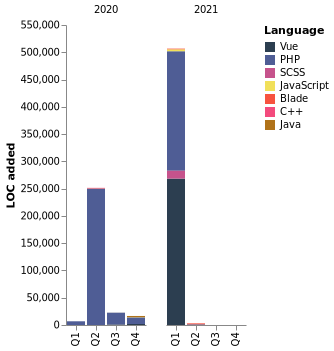 2020 2021
Language
Vue
PHP
SCSS
JavaScript
Blade
C++
Java
LOC added
550,000
500,000
450,000
400,000
350,000
300,000
250,000
200,000
150,000
100,000
50,000
0
Q1 Q2 Q3 Q4 Q1 Q2 Q3 Q4